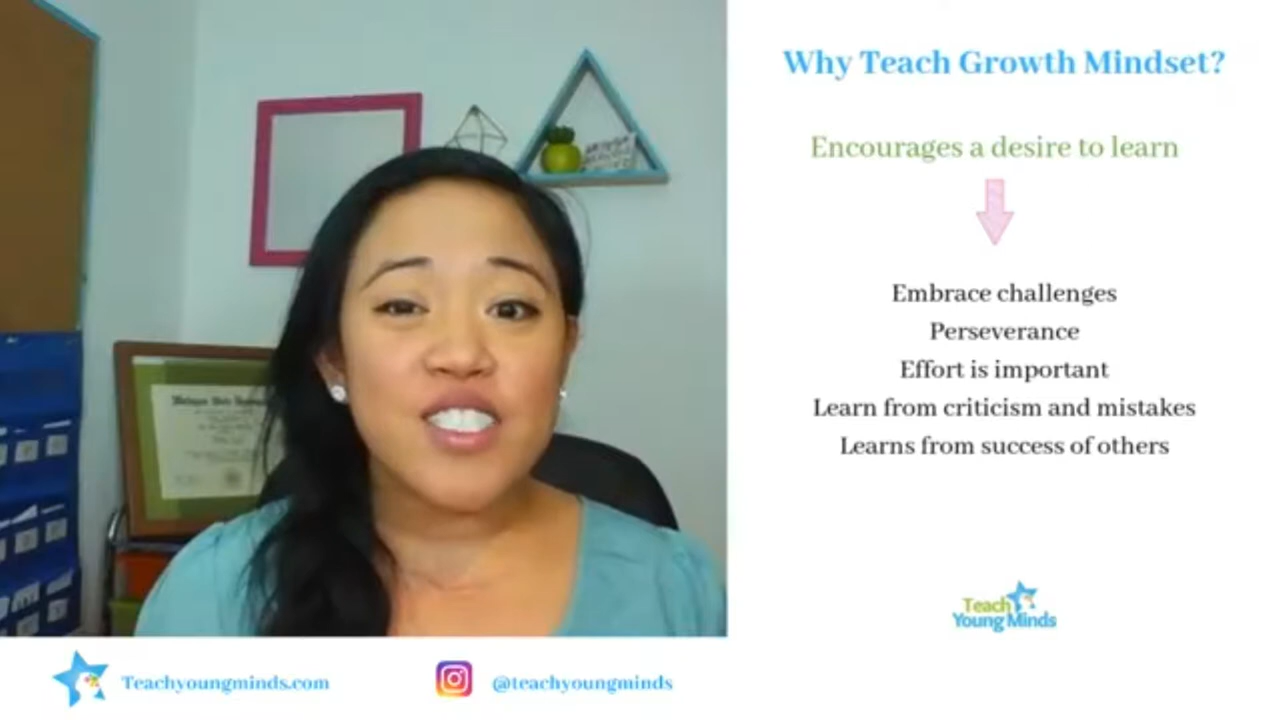 Why Teach Growth Mindset?
Encourages a desire to learn
Embrace challenges
Perseverance
Effort is important
Learn from criticism and mistakes
Learns from success of others
Teach
Young Minds
Teachyoungminds.com
@teachyoungminds